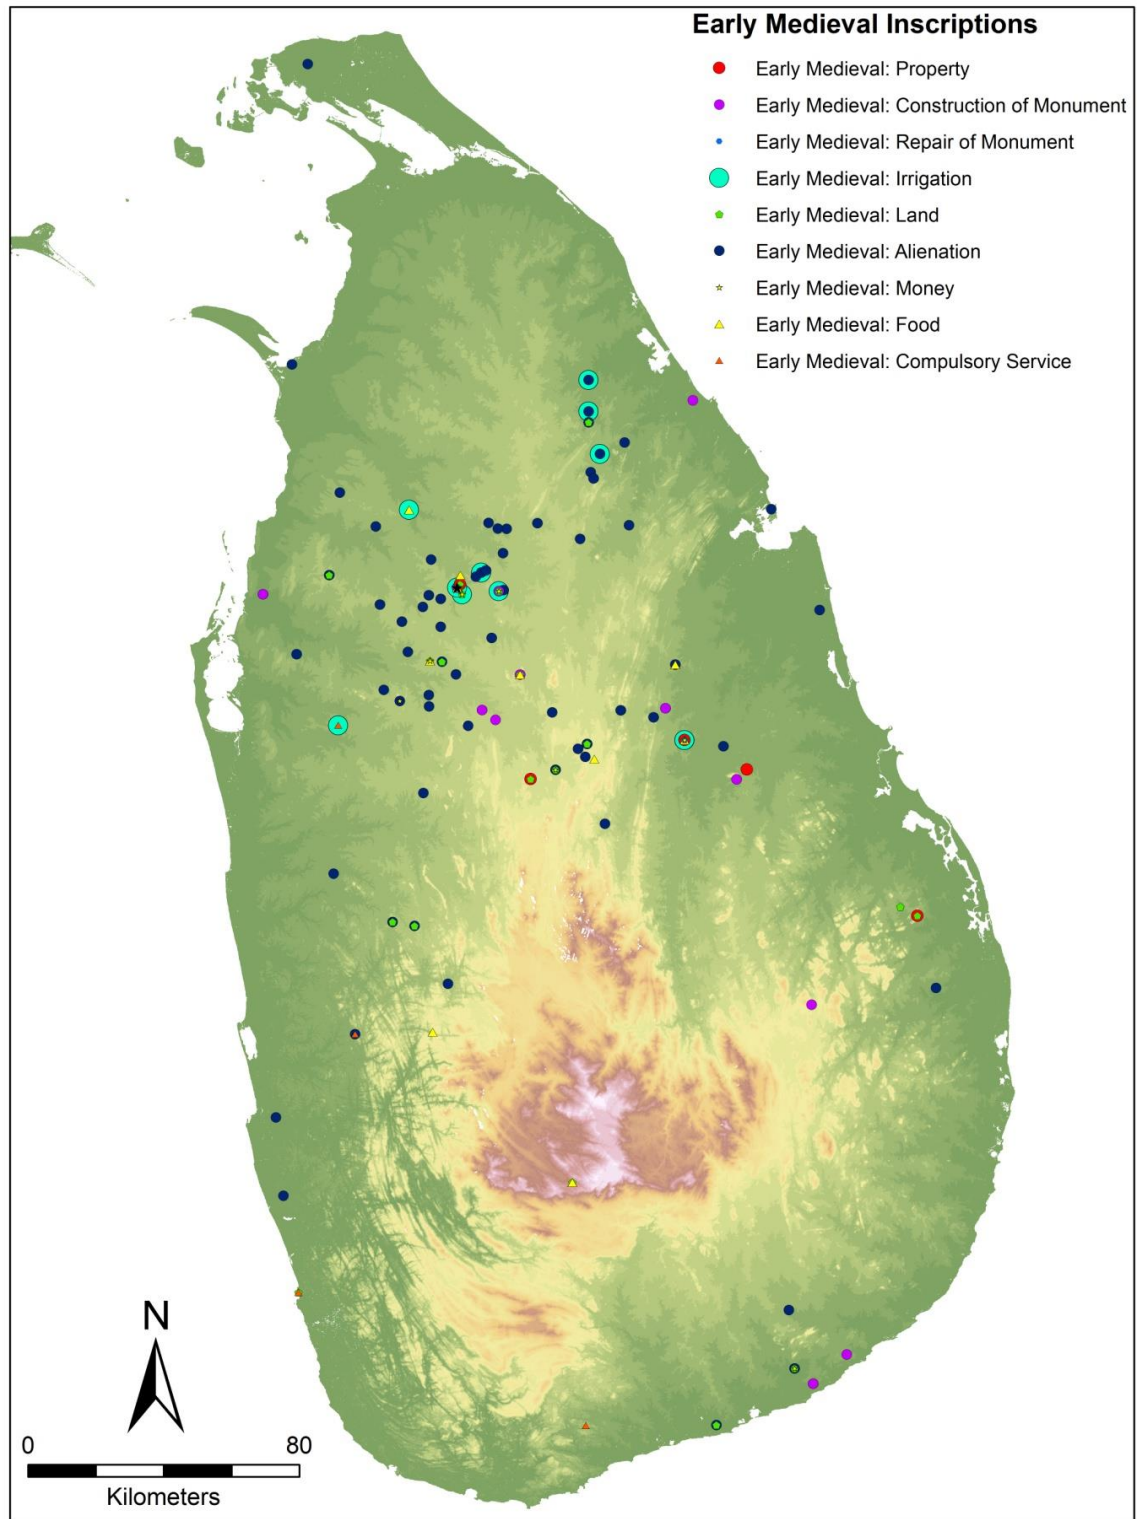 Early Medieval Inscriptions
Early Medieval: Property
Early Medieval: Construction of Monument
Early Medieval: Repair of Monument
Early Medieval: Irrigation
Early Medieval: Land
Early Medieval: Alienation
Early Medieval: Money
Early Medieval: Food
Early Medieval: Compulsory Service
N
0 80
Kilometers